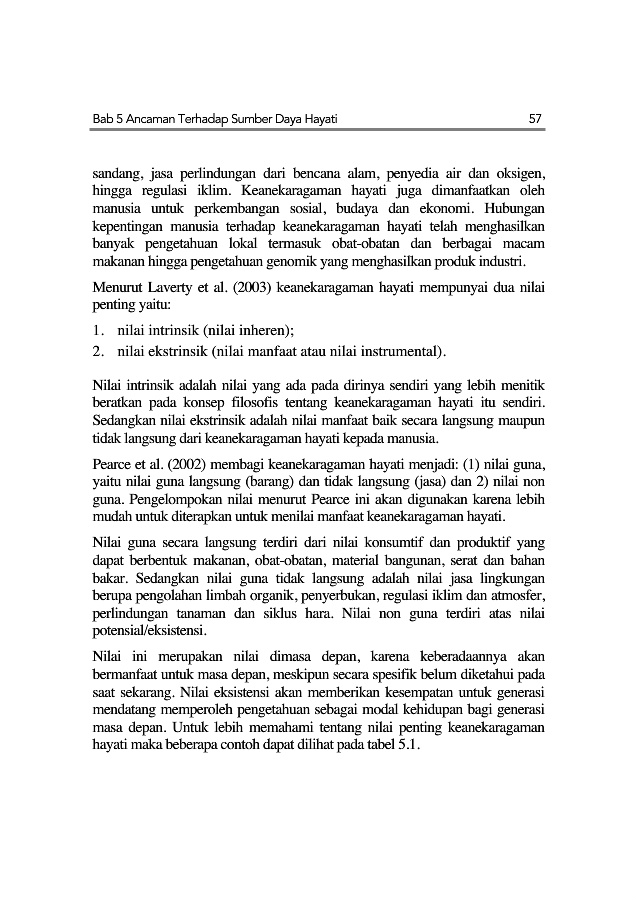 Bab 5 Ancaman Terhadap Sumber Daya Hayati 57
sandang, jasa perlindungan dari bencana alam, penyedia air dan oksigen,
hingga regulasi iklim. Keanekaragaman hayati juga dimanfaatkan oleh
manusia untuk perkembangan sosial, budaya dan ekonomi. Hubungan
kepentingan manusia terhadap keanekaragaman hayati telah menghasilkan
banyak pengetahuan lokal termasuk obat-obatan dan berbagai macam
makanan hingga pengetahuan genomik yang menghasilkan produk industri.
Menurut Laverty et al. (2003) keanekaragaman hayati mempunyai dua nilai
penting yaitu:
1. nilai intrinsik (nilai inheren);
2. nilai ekstrinsik (nilai manfaat atau nilai instrumental).
Nilai intrinsik adalah nilai yang ada pada dirinya sendiri yang lebih menitik
beratkan pada konsep filosofis tentang keanekaragaman hayati itu sendiri.
Sedangkan nilai ekstrinsik adalah nilai manfaat baik secara langsung maupun
tidak langsung dari keanekaragaman hayati kepada manusia.
Pearce et al. (2002) membagi keanekaragaman hayati menjadi: (1) nilai guna,
yaitu nilai guna langsung (barang) dan tidak langsung (jasa) dan 2) nilai non
guna. Pengelompokan nilai menurut Pearce ini akan digunakan karena lebih
mudah untuk diterapkan untuk menilai manfaat keanekaragaman hayati.
Nilai guna secara langsung terdiri dari nilai konsumtif dan produktif yang
dapat berbentuk makanan, obat-obatan, material bangunan, serat dan bahan
bakar. Sedangkan nilai guna tidak langsung adalah nilai jasa lingkungan
berupa pengolahan limbah organik, penyerbukan, regulasi iklim dan atmosfer,
perlindungan tanaman dan siklus hara. Nilai non guna terdiri atas nilai
potensial/eksistensi.
Nilai ini merupakan nilai dimasa depan, karena keberadaannya akan
bermanfaat untuk masa depan, meskipun secara spesifik belum diketahui pada
saat sekarang. Nilai eksistensi akan memberikan kesempatan untuk generasi
mendatang memperoleh pengetahuan sebagai modal kehidupan bagi generasi
masa depan. Untuk lebih memahami tentang nilai penting keanekaragaman
hayati maka beberapa contoh dapat dilihat pada tabel 5.1.